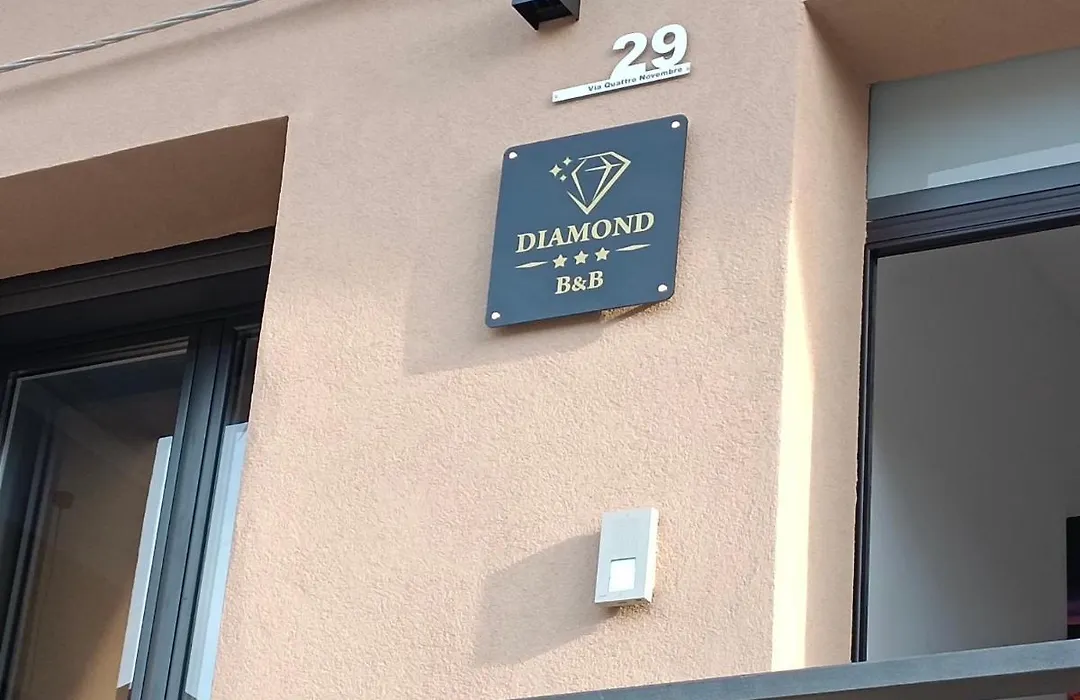 29
Via Quattro Novembre
DIAMOND
B&B